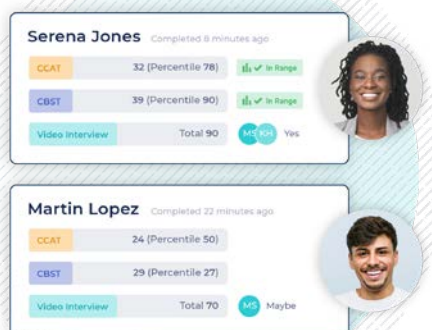 Serena Jones Completed 8 minutes ago
CCAT 32 (Percentile 78) In Range
CBST 39 (Percentile 90) In Range
Video Interview Total 90 MS KH Yes
Martin Lopez Completed 22 minutes ago
CCAT 24 (Percentile 50)
CBST 29 (Percentile 27)
Video Interview Total 70 MS Maybe